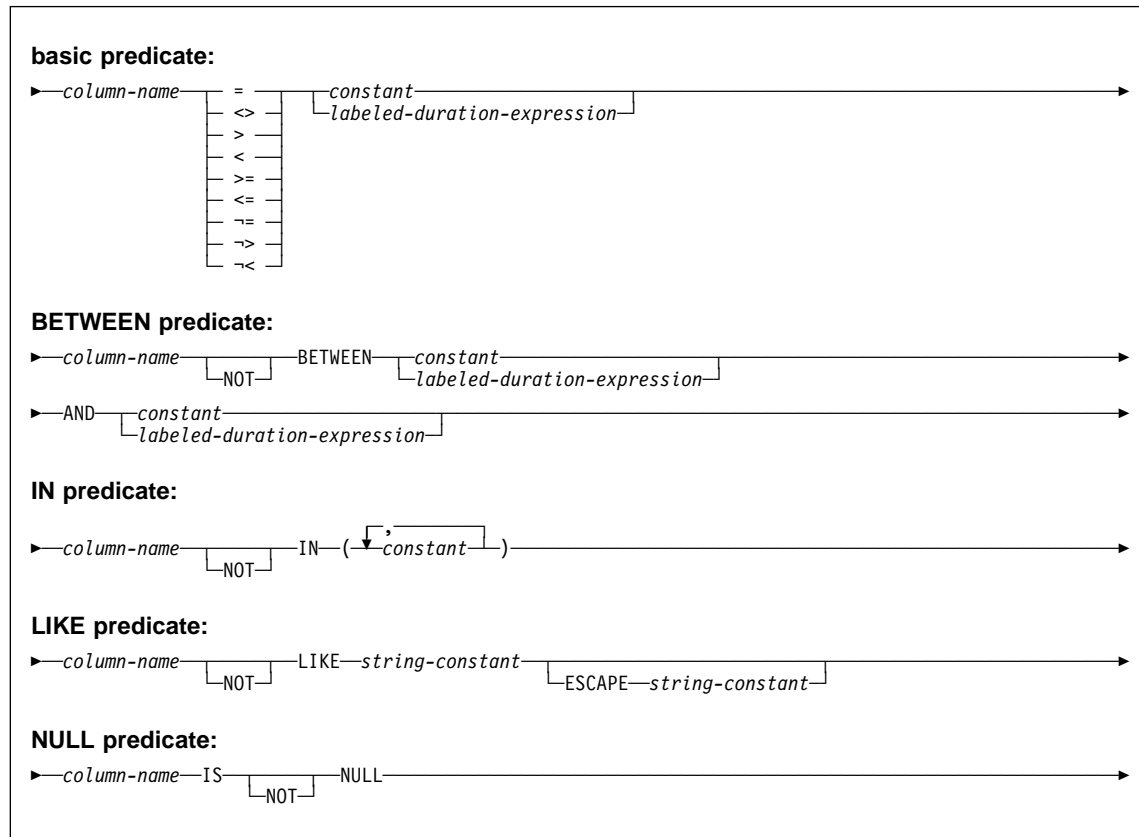 basic predicate:
column-name = constant
<> labeled-duration-expression
>
<
>=
<=
¬=
¬>
¬<
BETWEEN predicate:
column-name NOT BETWEEN constant
labeled-duration-expression
AND constant
labeled-duration-expression
IN predicate:
,
column-name NOT IN ( constant )
LIKE predicate:
column-name NOT LIKE string-constant ESCAPE string-constant
NULL predicate:
column-name IS NOT NULL